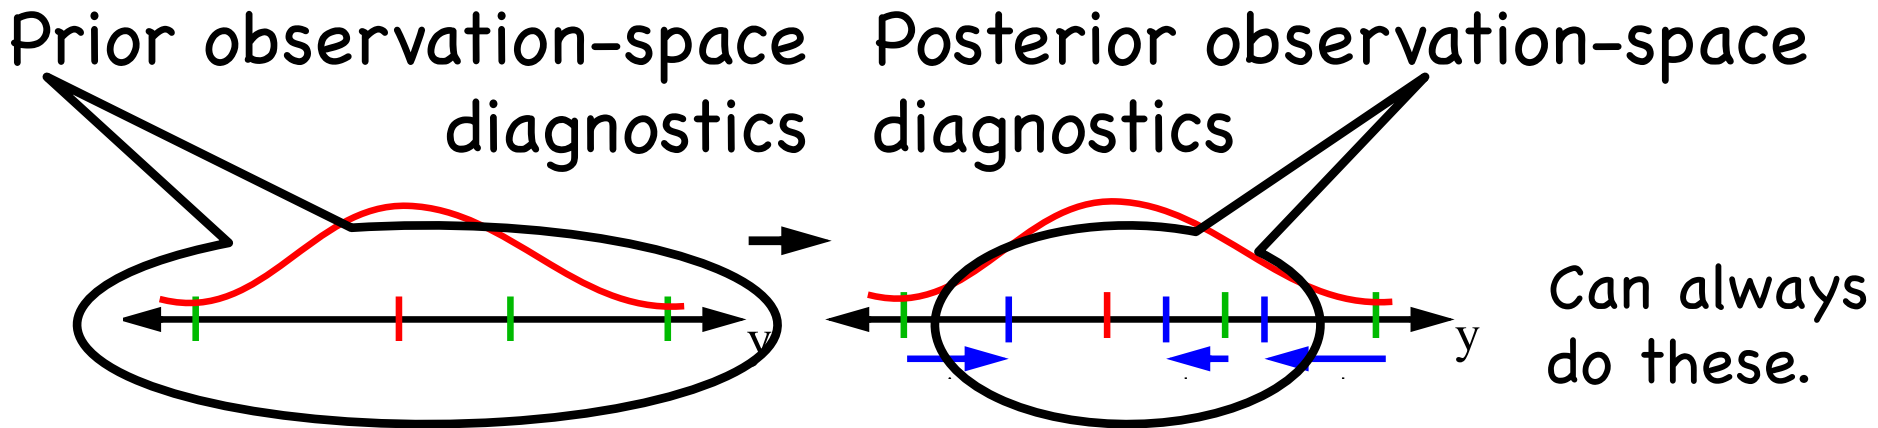 Prior observation-space
diagnostics
Posterior observation-space
diagnostics
y
y
Can always
do these.